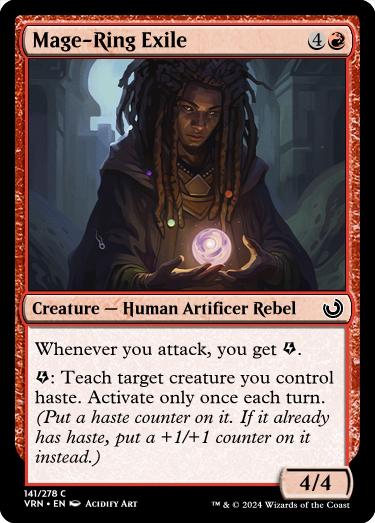 Mage-Ring Exile 4
Creature — Human Artificer Rebel
Whenever you attack, you get .
: Teach target creature you control
haste. Activate only once each turn.
(Put a haste counter on it. If it already
has haste, put a +1/+1 counter on it
instead.)
4/4
141/278 C
VRN • EN Acidify Art
™ & © 2024 Wizards of the Coast